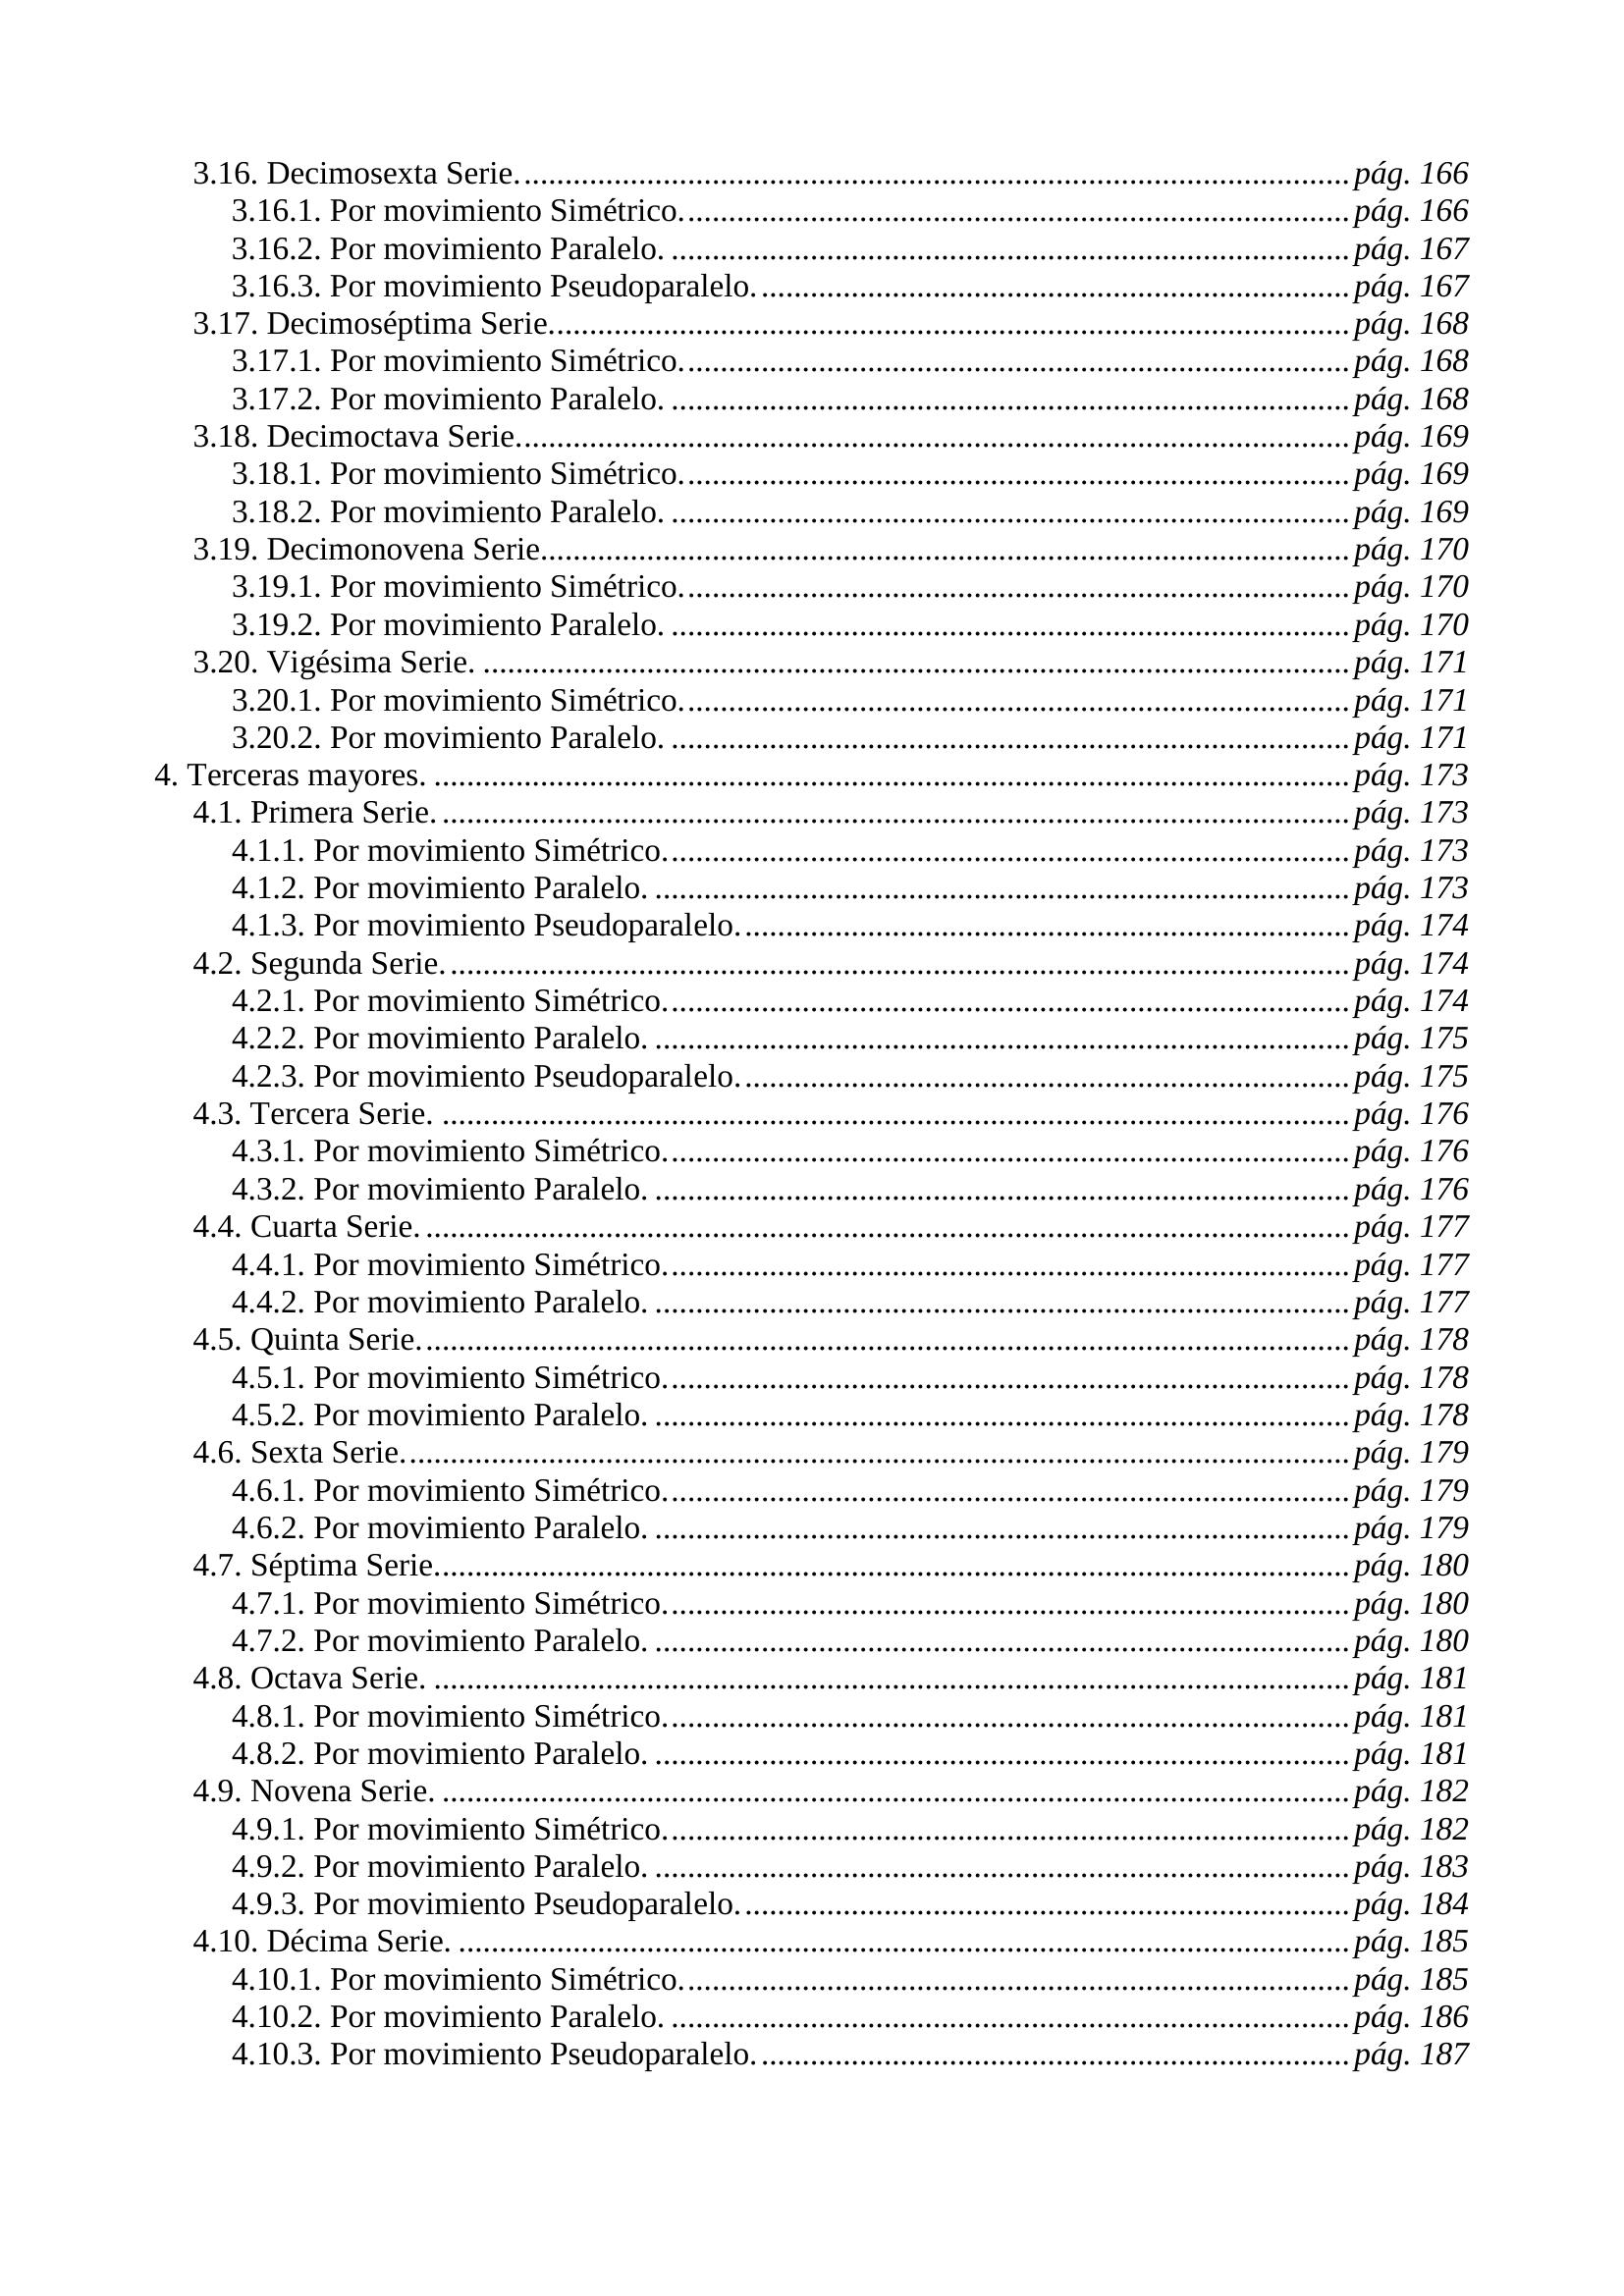 3.16. Decimosexta Serie. pág. 166
3.16.1. Por movimiento Simétrico. pág. 166
3.16.2. Por movimiento Paralelo. pág. 167
3.16.3. Por movimiento Pseudoparalelo. pág. 167
3.17. Decimoséptima Serie. pág. 168
3.17.1. Por movimiento Simétrico. pág. 168
3.17.2. Por movimiento Paralelo. pág. 168
3.18. Decimoctava Serie. pág. 169
3.18.1. Por movimiento Simétrico. pág. 169
3.18.2. Por movimiento Paralelo. pág. 169
3.19. Decimonovena Serie. pág. 170
3.19.1. Por movimiento Simétrico. pág. 170
3.19.2. Por movimiento Paralelo. pág. 170
3.20. Vigésima Serie. pág. 171
3.20.1. Por movimiento Simétrico. pág. 171
3.20.2. Por movimiento Paralelo. pág. 171
4. Terceras mayores. pág. 173
4.1. Primera Serie. pág. 173
4.1.1. Por movimiento Simétrico. pág. 173
4.1.2. Por movimiento Paralelo. pág. 173
4.1.3. Por movimiento Pseudoparalelo. pág. 174
4.2. Segunda Serie. pág. 174
4.2.1. Por movimiento Simétrico. pág. 174
4.2.2. Por movimiento Paralelo. pág. 175
4.2.3. Por movimiento Pseudoparalelo. pág. 175
4.3. Tercera Serie. pág. 176
4.3.1. Por movimiento Simétrico. pág. 176
4.3.2. Por movimiento Paralelo. pág. 176
4.4. Cuarta Serie. pág. 177
4.4.1. Por movimiento Simétrico. pág. 177
4.4.2. Por movimiento Paralelo. pág. 177
4.5. Quinta Serie. pág. 178
4.5.1. Por movimiento Simétrico. pág. 178
4.5.2. Por movimiento Paralelo. pág. 178
4.6. Sexta Serie. pág. 179
4.6.1. Por movimiento Simétrico. pág. 179
4.6.2. Por movimiento Paralelo. pág. 179
4.7. Séptima Serie. pág. 180
4.7.1. Por movimiento Simétrico. pág. 180
4.7.2. Por movimiento Paralelo. pág. 180
4.8. Octava Serie. pág. 181
4.8.1. Por movimiento Simétrico. pág. 181
4.8.2. Por movimiento Paralelo. pág. 181
4.9. Novena Serie. pág. 182
4.9.1. Por movimiento Simétrico. pág. 182
4.9.2. Por movimiento Paralelo. pág. 183
4.9.3. Por movimiento Pseudoparalelo. pág. 184
4.10. Décima Serie. pág. 185
4.10.1. Por movimiento Simétrico. pág. 185
4.10.2. Por movimiento Paralelo. pág. 186
4.10.3. Por movimiento Pseudoparalelo. pág. 187